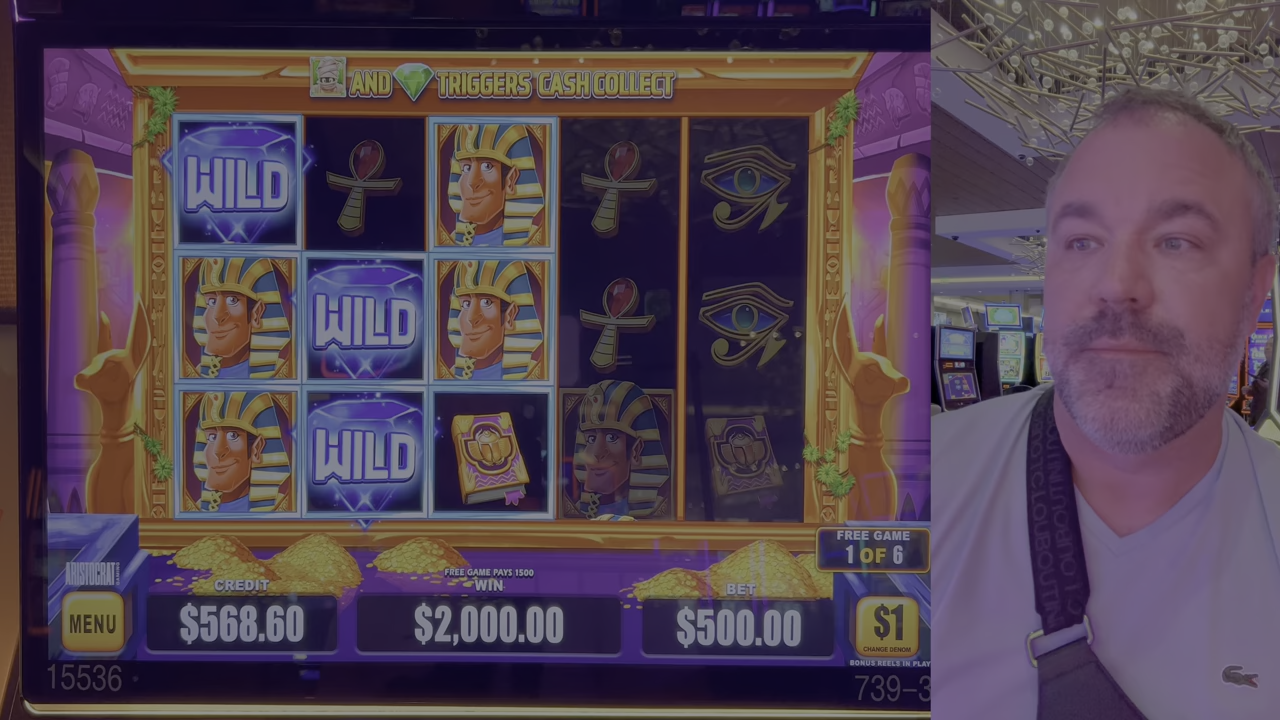 AND TRIGGERS CASH COLLECT
WILD
WILD
WILD
FREE GAME
1 OF 6
ARISTOCRAT
GAMING
MENU
CREDIT
$568.60
FREE GAME PAYS 1500
WIN
$2,000.00
BET
$500.00
$1
CHANGE DENOM
BONUS REELS IN PLAY
15536
739-3